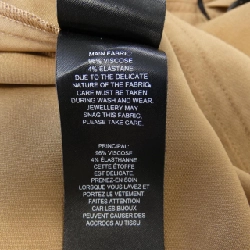 MAIN FABRIC
96% VISCOSE
4% ELASTANE
DUE TO THE DELICATE
NATURE OF THE FABRIC,
CARE MUST BE TAKEN
DURING WASH AND WEAR.
JEWELLERY MAY
SNAG THIS FABRIC.
PLEASE TAKE CARE.
PRINCIPAL:
96% VISCOSE
4% ÉLASTHANNE
CETTE ÉTOFFE
EST DÉLICATE.
PRENEZ-EN SOIN
LORSQUE VOUS LAVEZ
OU PORTEZ LE VÊTEMENT
FAITES ATTENTION
CAR LES BIJOUX
PEUVENT CAUSER DES
ACCROCS AU TISSU